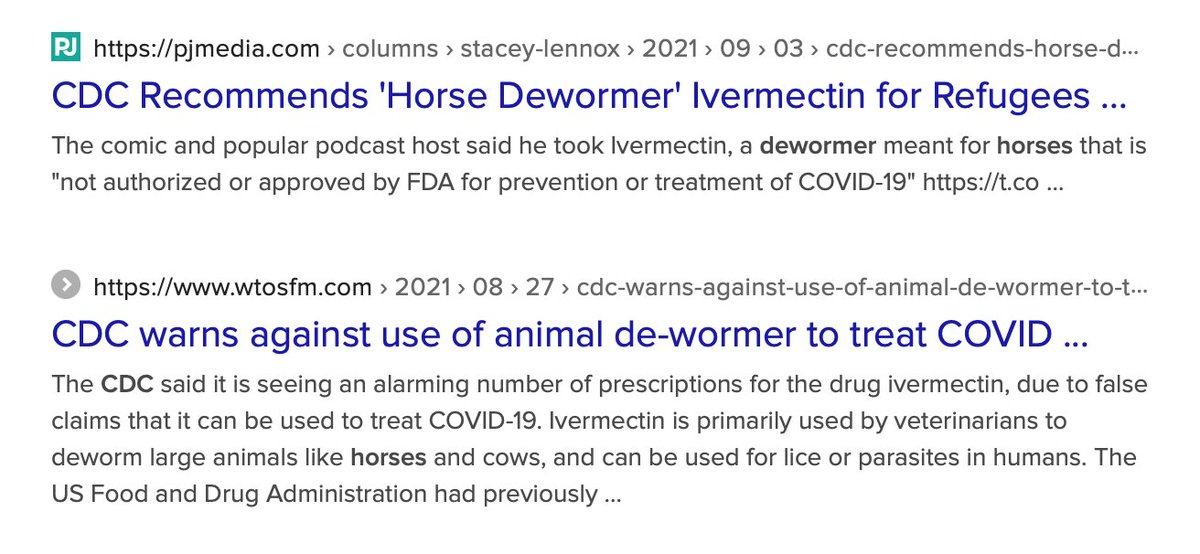 PJ https://pjmedia.com › columns › stacey-lennox › 2021 › 09 › 03 › cdc-recommends-horse-d...
CDC Recommends 'Horse Dewormer' Ivermectin for Refugees ...
The comic and popular podcast host said he took Ivermectin, a dewormer meant for horses that is
"not authorized or approved by FDA for prevention or treatment of COVID-19" https://t.co ...
https://www.wtosfm.com › 2021 › 08 › 27 › cdc-warns-against-use-of-animal-de-wormer-to-t...
CDC warns against use of animal de-wormer to treat COVID ...
The CDC said it is seeing an alarming number of prescriptions for the drug ivermectin, due to false
claims that it can be used to treat COVID-19. Ivermectin is primarily used by veterinarians to
deworm large animals like horses and cows, and can be used for lice or parasites in humans. The
US Food and Drug Administration had previously ...